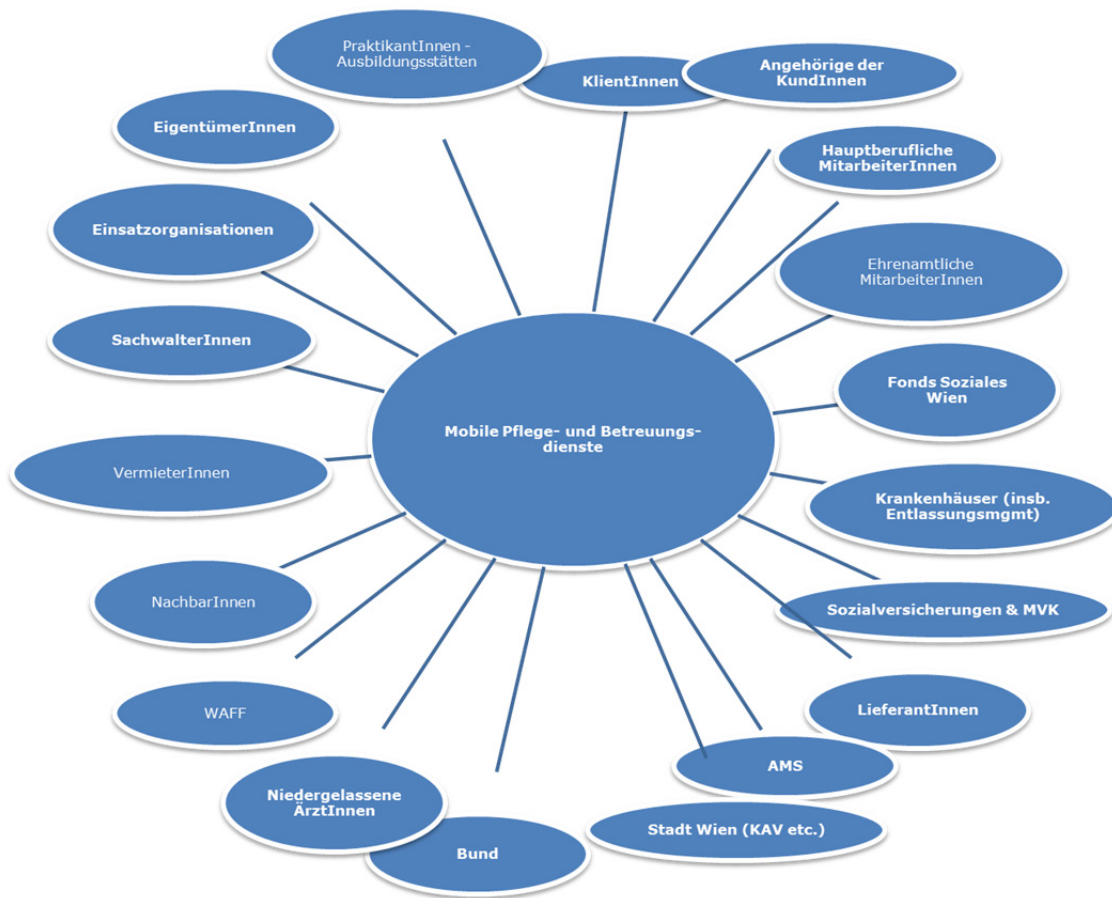 PraktikantInnen -
Ausbildungsstätten
KlientInnen
Angehörige der
KundInnen
EigentümerInnen
Hauptberufliche
MitarbeiterInnen
Einsatzorganisationen
Ehrenamtliche
MitarbeiterInnen
SachwalterInnen
Fonds Soziales
Wien
Mobile Pflege- und Betreuungs-
dienste
VermieterInnen
Krankenhäuser (insb.
Entlassungsmgmt)
NachbarInnen
Sozialversicherungen & MVK
WAFF
LieferantInnen
AMS
Niedergelassene
ÄrztInnen
Stadt Wien (KAV etc.)
Bund